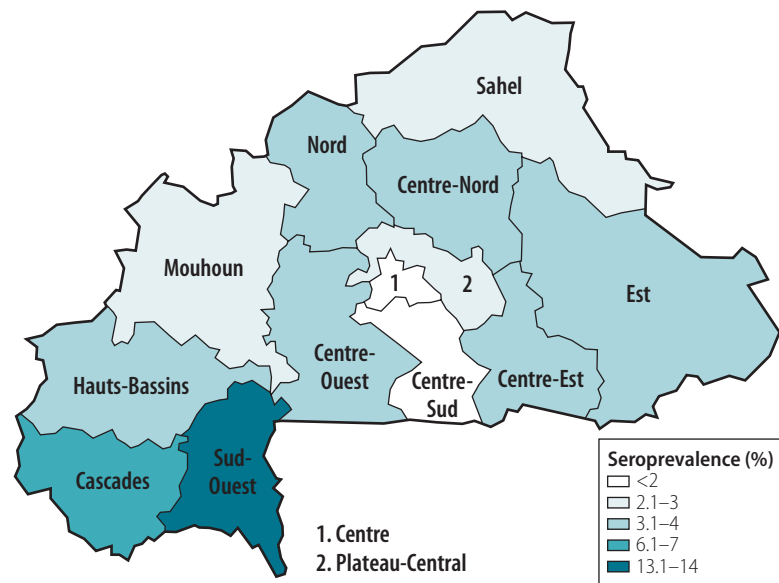 Sahel
Nord
Centre-Nord
Mouhoun
1
2
Est
Centre-
Ouest
Hauts-Bassins
Centre-
Sud
Centre-Est
Cascades
Sud-
Ouest
1. Centre
2. Plateau-Central
Seroprevalence (%)
<2
2.1–3
3.1–4
6.1–7
13.1–14